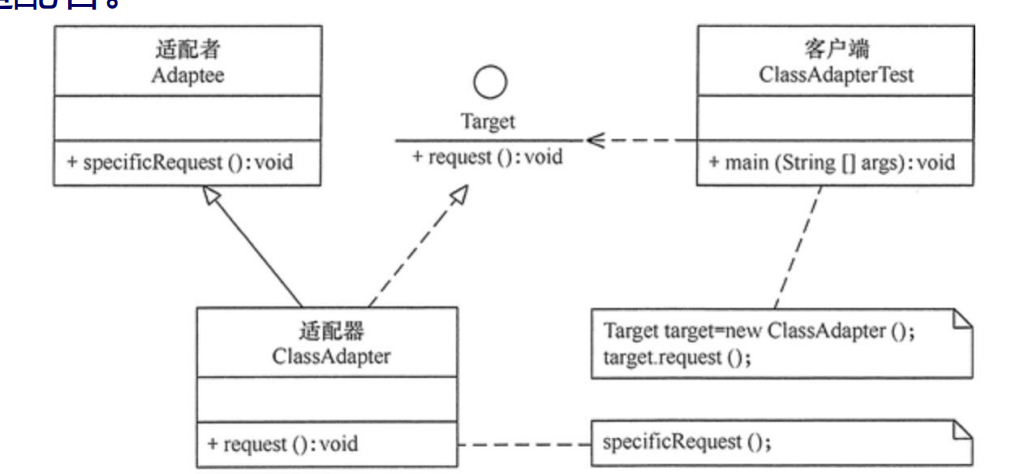 适配者
Adaptee
+ specificRequest ():void
Target
+ request ():void
客户端
ClassAdapterTest
+ main (String [] args):void
适配器
ClassAdapter
+ request ():void
Target target=new ClassAdapter ();
target.request ();
specificRequest ();